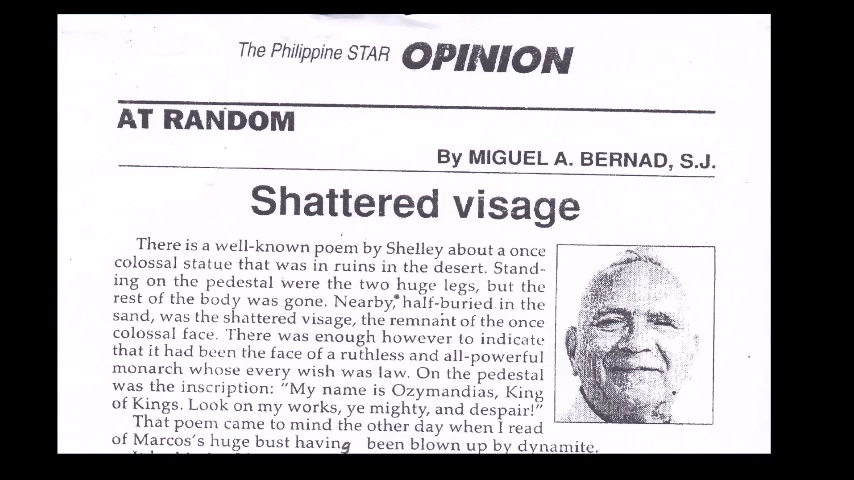 The Philippine STAR OPINION
AT RANDOM
By MIGUEL A. BERNAD, S.J.
Shattered visage
There is a well-known poem by Shelley about a once
colossal statue that was in ruins in the desert. Stand-
ing on the pedestal were the two huge legs, but the
rest of the body was gone. Nearby, half-buried in the
sand, was the shattered visage, the remnant of the once
colossal face. There was enough however to indicate
that it had been the face of a ruthless and all-powerful
monarch whose every wish was law. On the pedestal
was the inscription: "My name is Ozymandias, King
of Kings. Look on my works, ye mighty, and despair!"
That poem came to mind the other day when I read
of Marcos's huge bust having been blown up by dynamite.